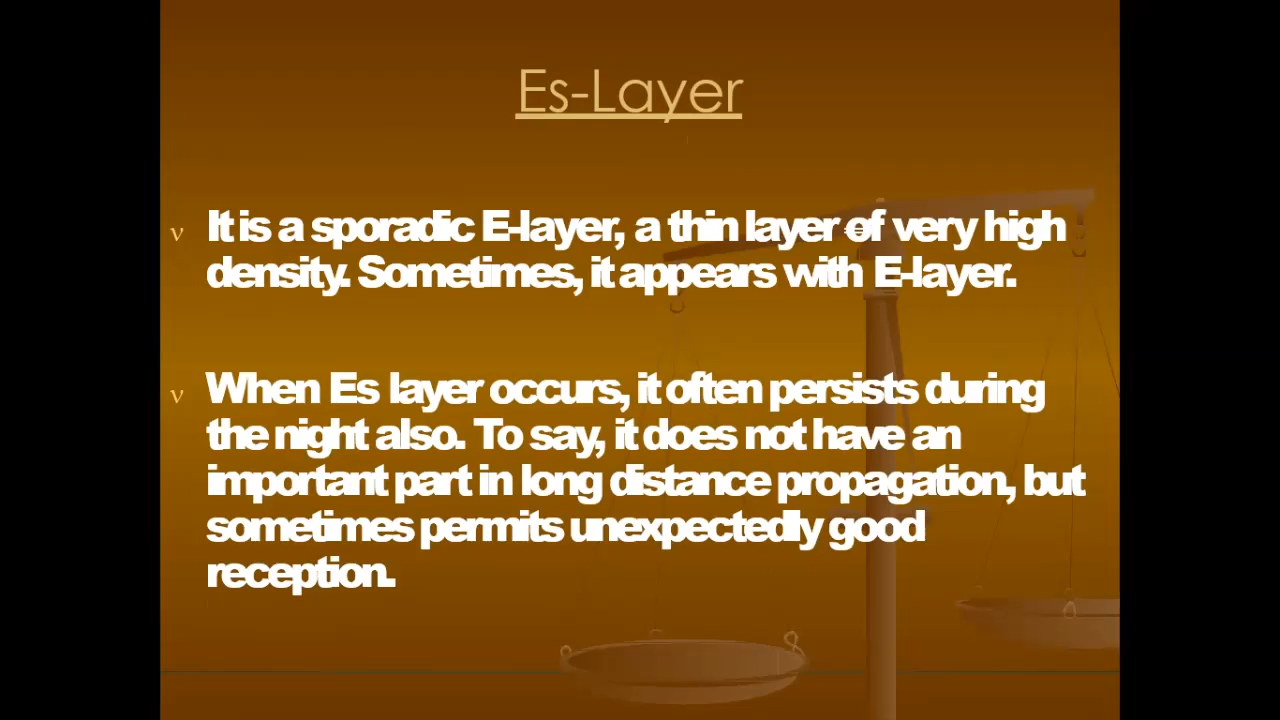 Es-Layer
ν It is a sporadic E-layer, a thin layer of very high
density. Sometimes, it appears with E-layer.
ν When Es layer occurs, it often persists during
the night also. To say, it does not have an
important part in long distance propagation, but
sometimes permits unexpectedly good
reception.